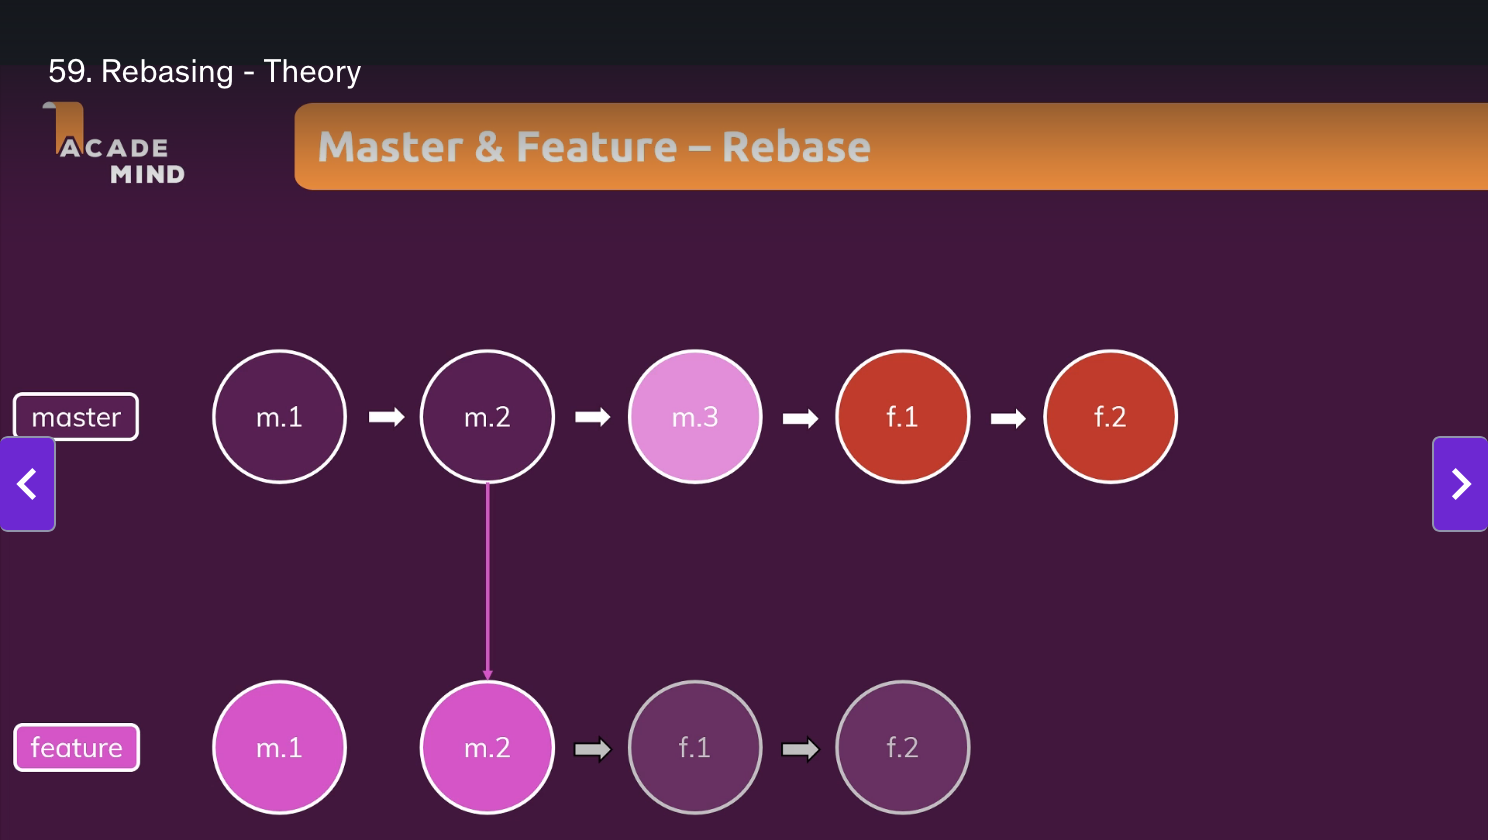 59. Rebasing - Theory
ACADE
MIND
Master & Feature – Rebase
master
m.1
m.2
m.3
f.1
f.2
feature
m.1
m.2
f.1
f.2